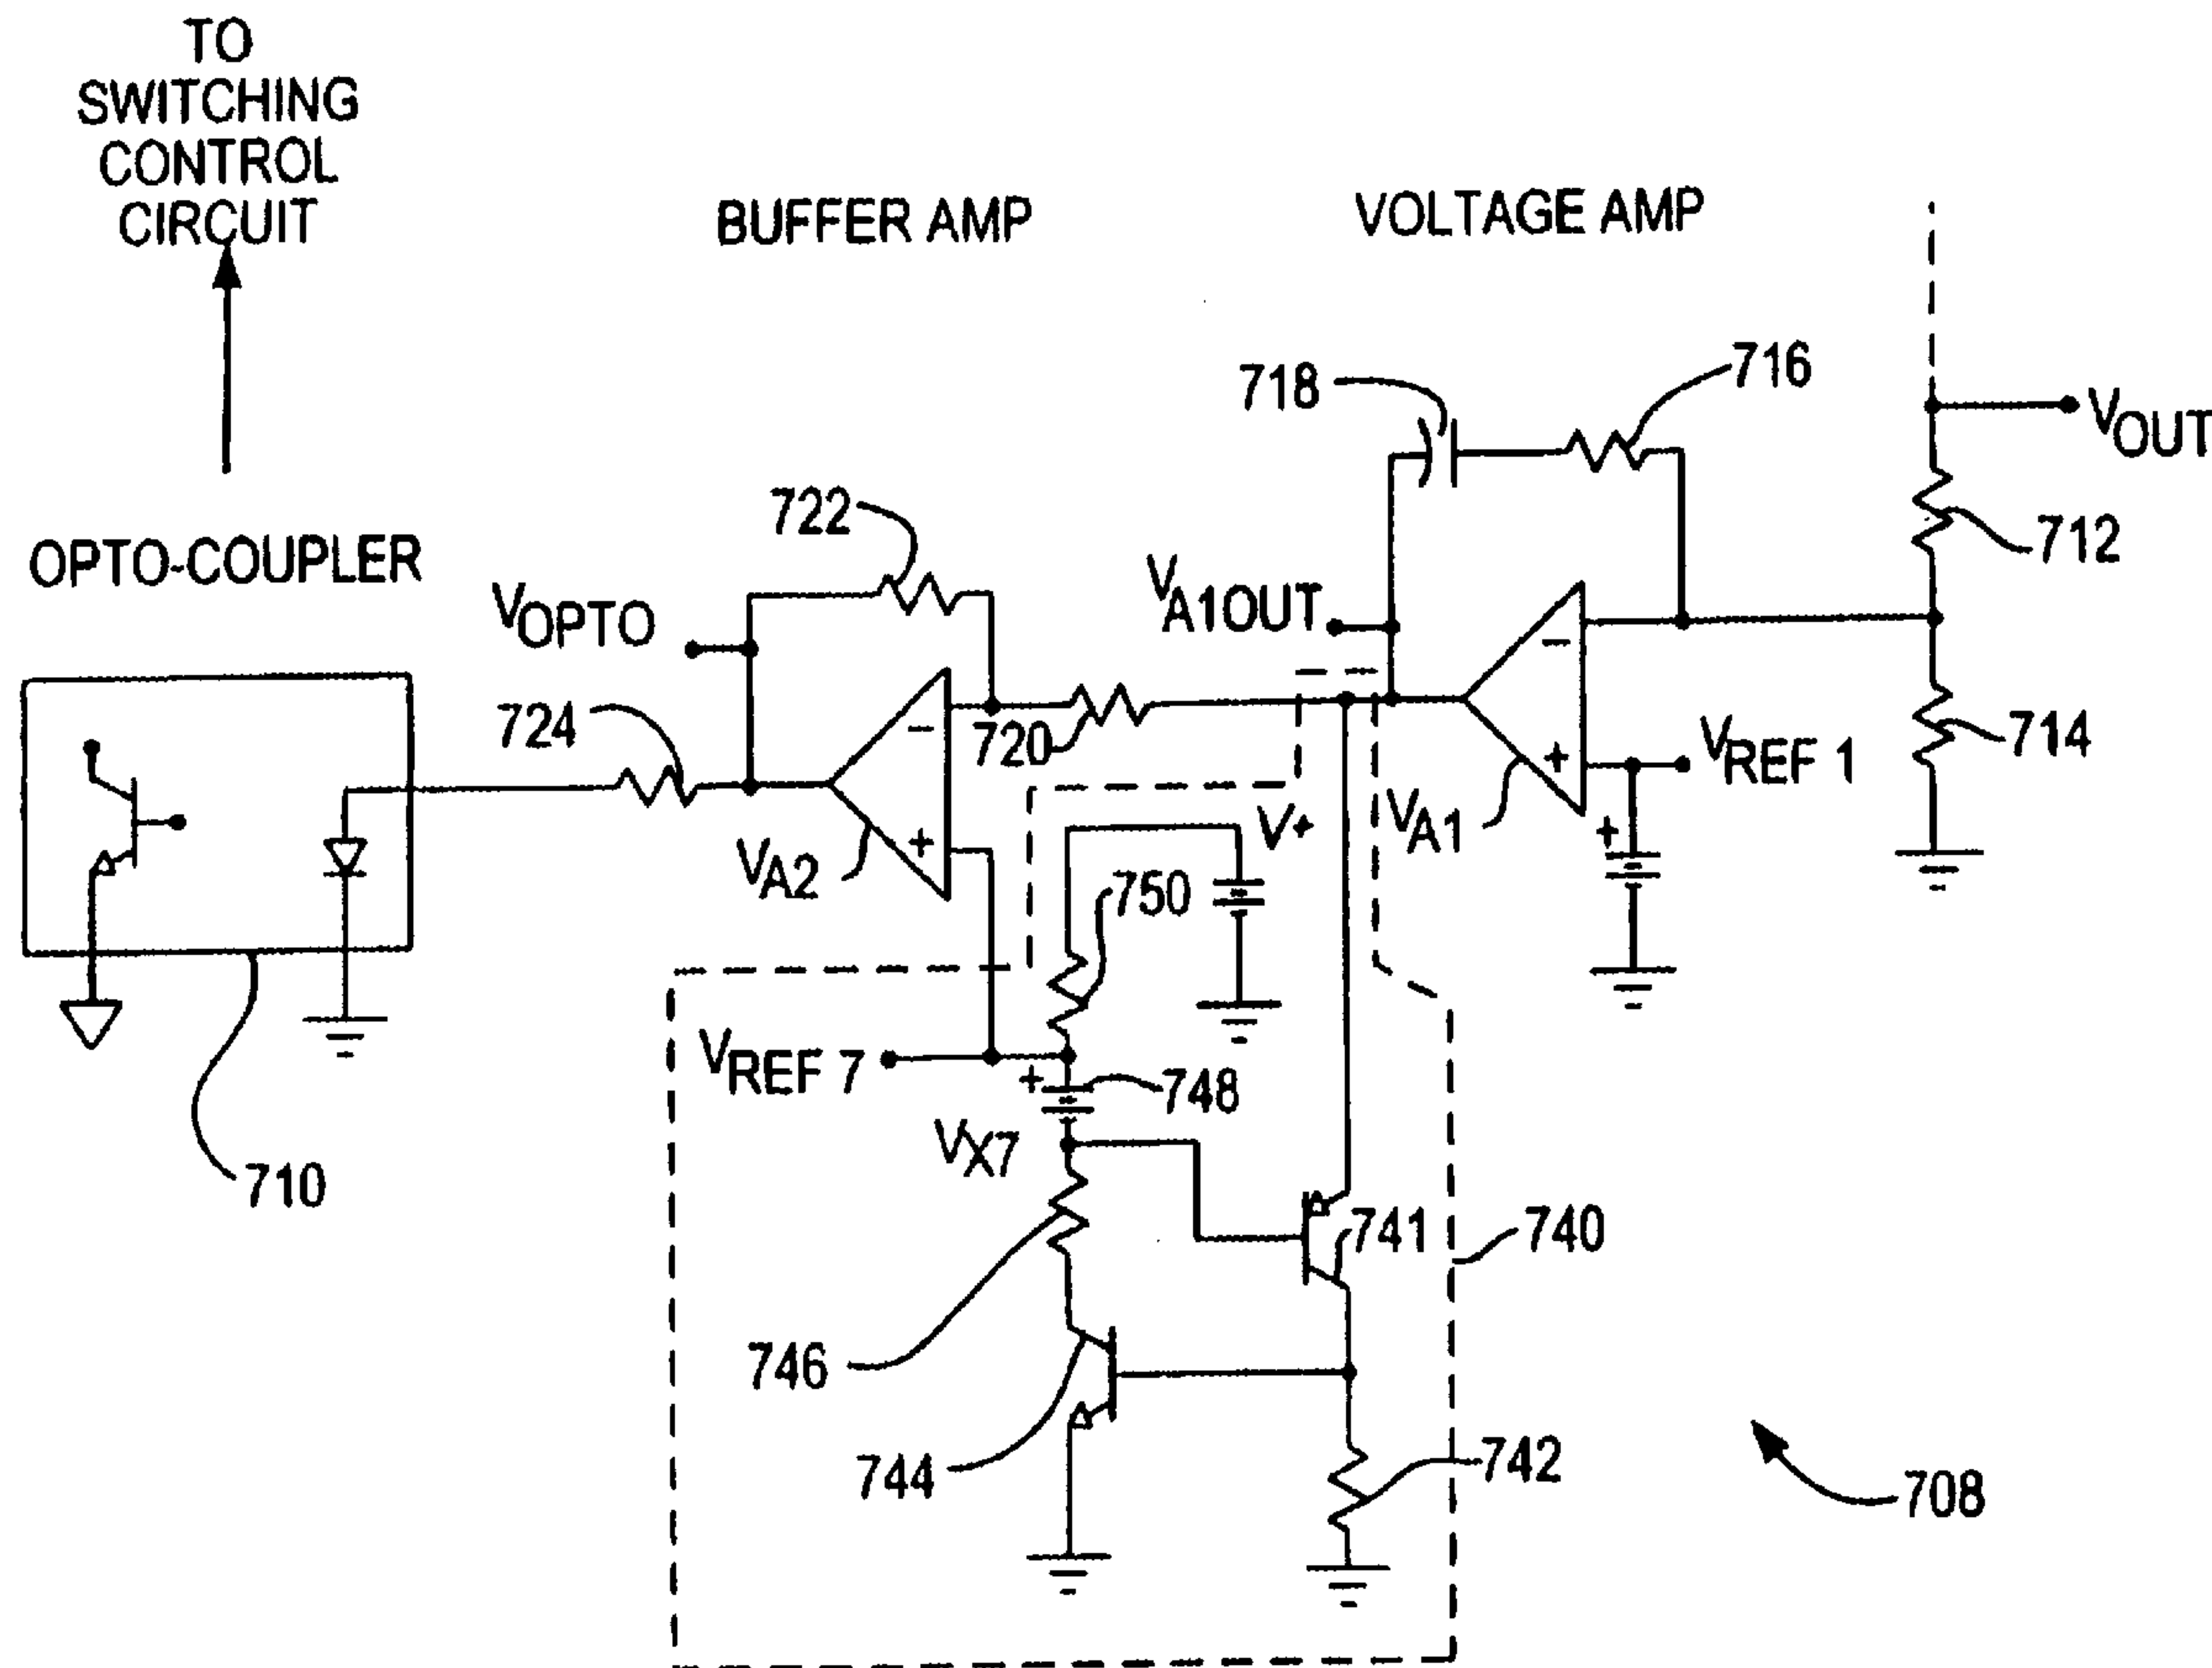 TO
SWITCHING
CONTROL
CIRCUIT
BUFFER AMP
VOLTAGE AMP
718
716
VOUT
722
712
OPTO-COUPLER
VOPTO
VA1OUT
724
720
714
VREF 1
VA2
V+
VA1
750
VREF 7
748
VX7
710
741
740
746
744
742
708